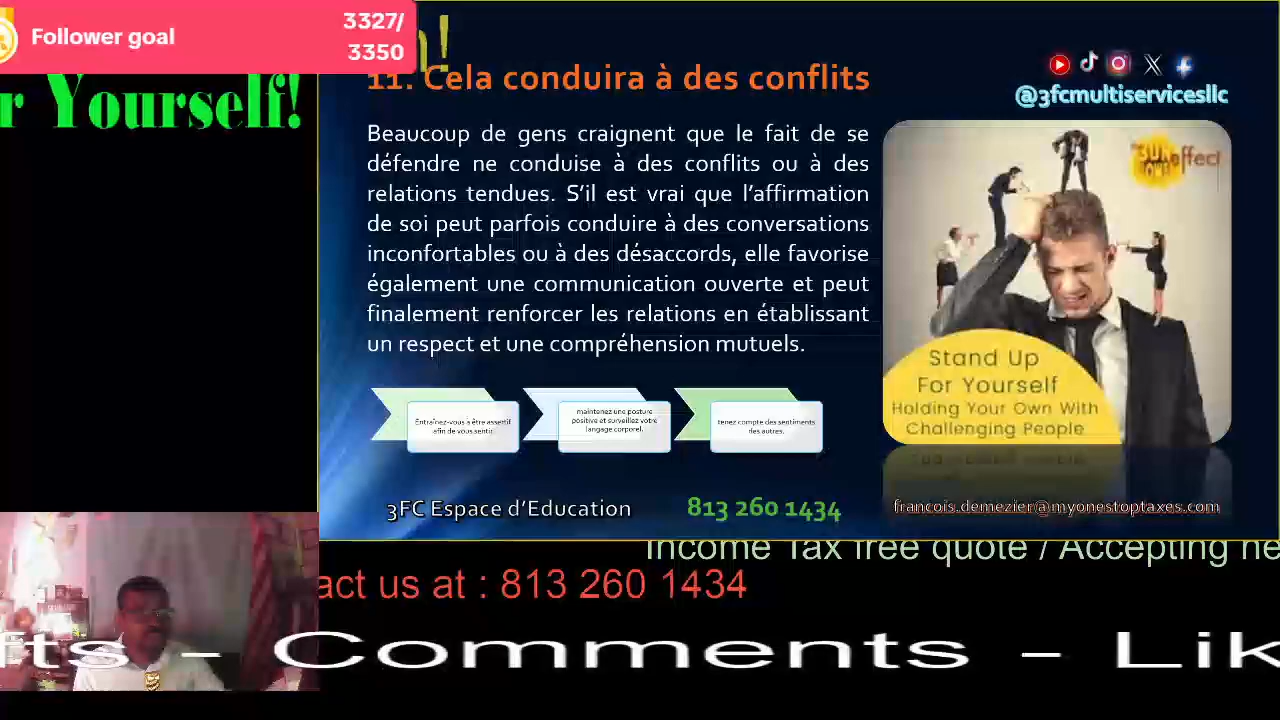 Follower goal
3327/
3350
n!
r Yourself!
11. Cela conduira à des conflits
@3fcmultiservicesllc
Beaucoup de gens craignent que le fait de se
défendre ne conduise à des conflits ou à des
relations tendues. S’il est vrai que l’affirmation
de soi peut parfois conduire à des conversations
inconfortables ou à des désaccords, elle favorise
également une communication ouverte et peut
finalement renforcer les relations en établissant
un respect et une compréhension mutuels.
effect
Stand Up
For Yourself
Holding Your Own With
Challenging People
Entraînez-vous à être assertif
afin de vous sentir
maintenez une posture
positive et surveillez votre
langage corporel.
tenez compte des sentiments
des autres.
3FC Espace d’Education
813 260 1434
francois.demezier@myonestoptaxes.com
Income Tax free quote / Accepting ne
act us at : 813 260 1434
fts - Comments - Lik